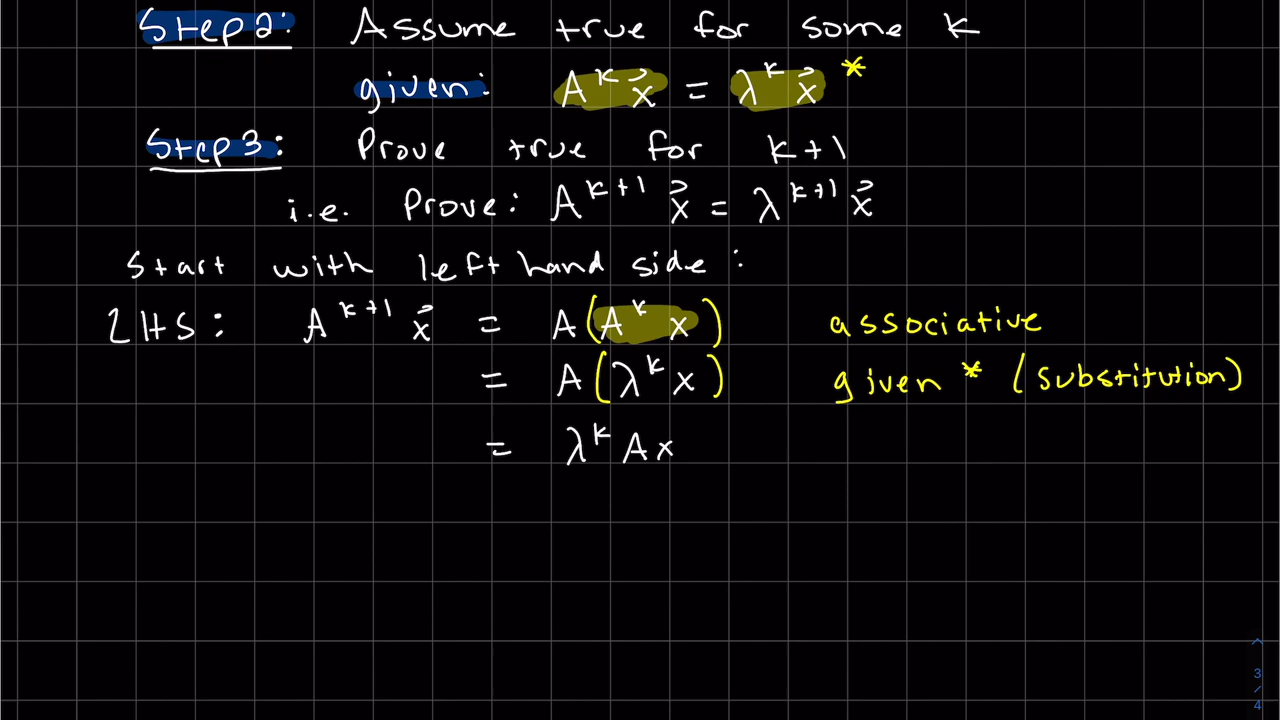 Step 2: Assume true for some k
given: A^k x⃗ = λ^k x⃗ *
Step 3: Prove true for k+1
i.e. Prove: A^{k+1} x⃗ = λ^{k+1} x⃗
Start with left hand side:
LHS: A^{k+1} x⃗ = A(A^k x) associative
= A(λ^k x) given * (substitution)
= λ^k Ax
3/4